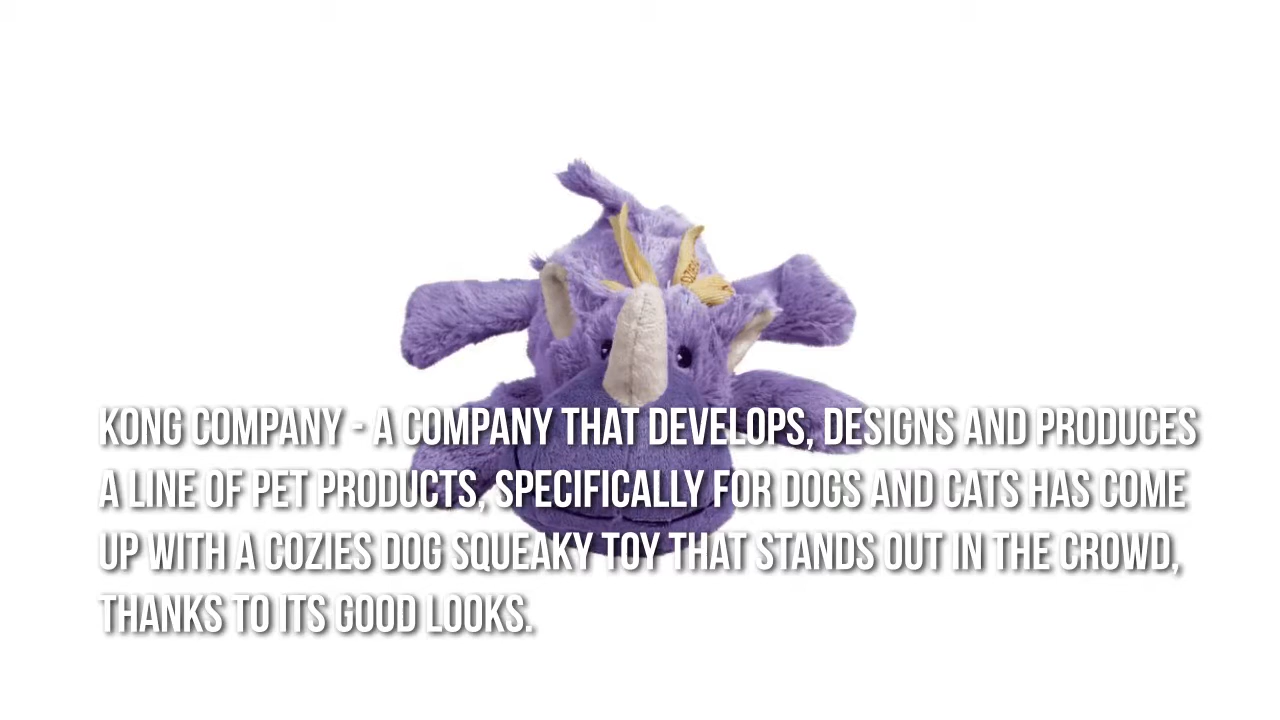 KONG COMPANY - A COMPANY THAT DEVELOPS, DESIGNS AND PRODUCES
A LINE OF PET PRODUCTS, SPECIFICALLY FOR DOGS AND CATS HAS COME
UP WITH A COZIES DOG SQUEAKY TOY THAT STANDS OUT IN THE CROWD,
THANKS TO ITS GOOD LOOKS.